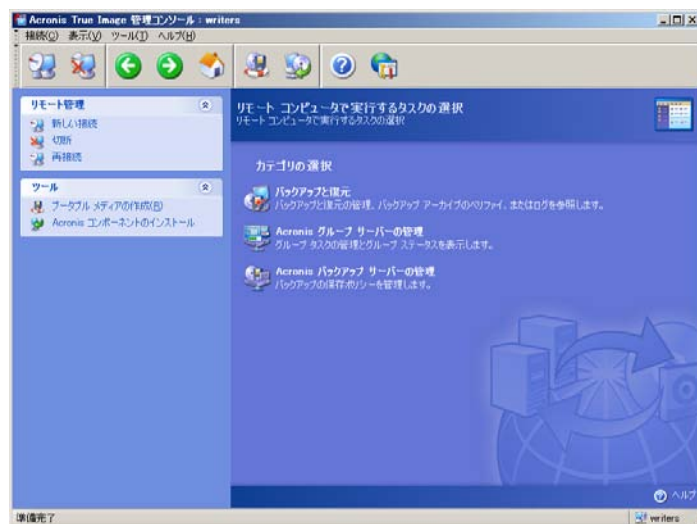 Acronis True Image 管理コンソール : writers
接続(O) 表示(V) ツール(T) ヘルプ(H)
リモート管理
新しい接続
切断
再接続
ツール
ブータブル メディアの作成(B)
Acronis コンポーネントのインストール
リモート コンピュータで実行するタスクの選択
リモート コンピュータで実行するタスクの選択
カテゴリの選択
バックアップと復元
バックアップと復元の管理、バックアップ アーカイブのベリファイ、またはログを参照します。
Acronis グループ サーバーの管理
グループ タスクの管理とグループ ステータスを表示します。
Acronis バックアップ サーバーの管理
バックアップの保存ポリシーを管理します。
ヘルプ
準備完了
writers